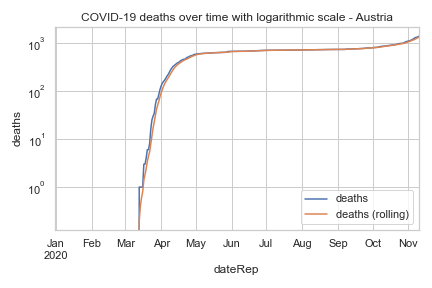 COVID-19 deaths over time with logarithmic scale - Austria
10³
10²
10¹
10⁰
deaths
deaths
deaths (rolling)
Jan Feb Mar Apr May Jun Jul Aug Sep Oct Nov
2020
dateRep